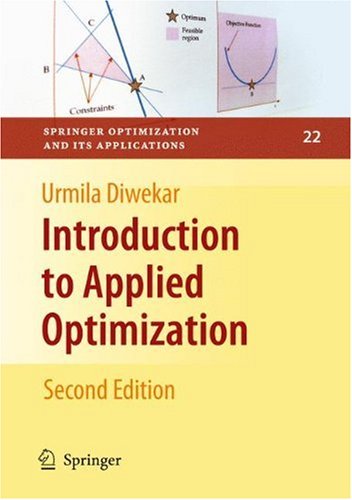 Optimum
Feasible
region
Objective Function
B
A
B
C
Constraints
SPRINGER OPTIMIZATION
AND ITS APPLICATIONS
22
Urmila Diwekar
Introduction
to Applied
Optimization
Second Edition
Springer